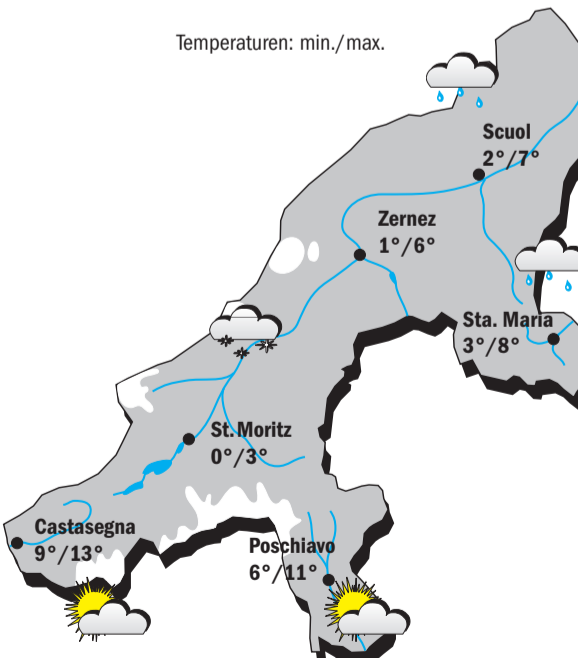 Temperaturen: min./max.
Scuol
2°/7°
Zernez
1°/6°
Sta. Maria
3°/8°
St. Moritz
0°/3°
Castasegna
9°/13°
Poschiavo
6°/11°